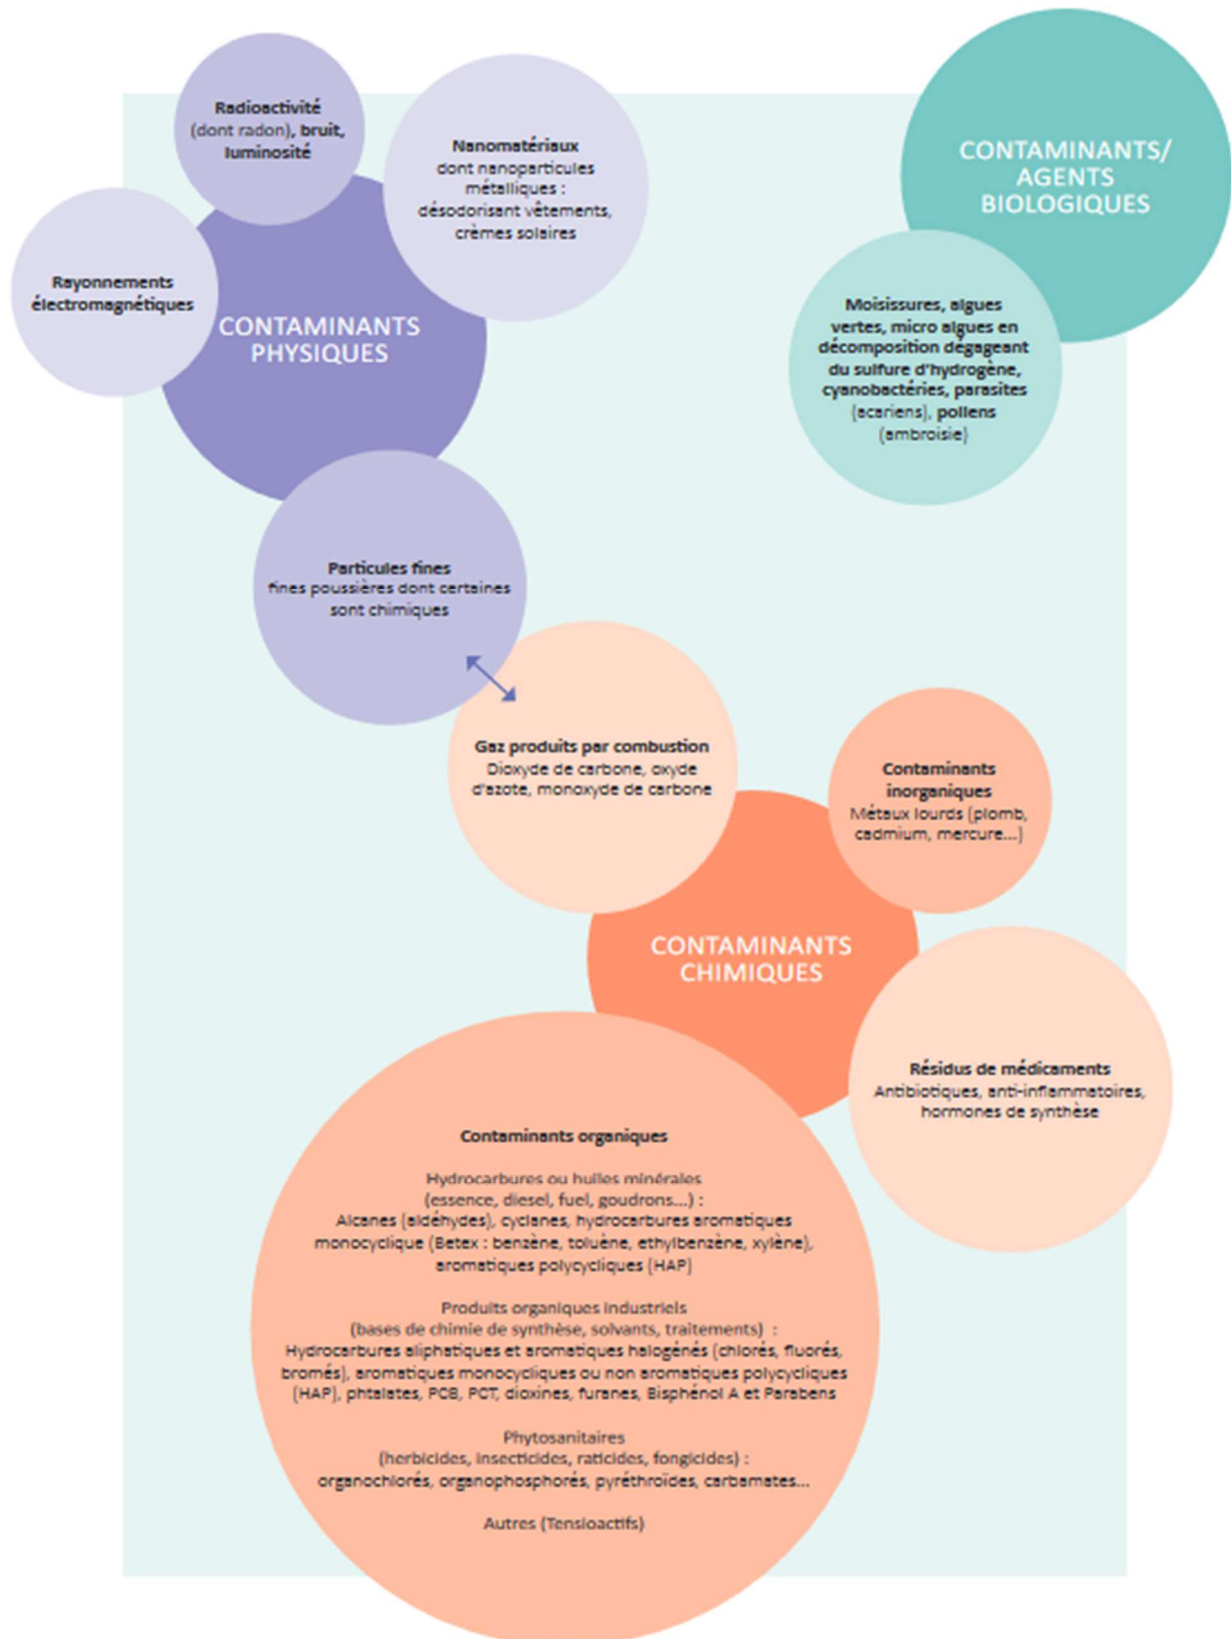 Radioactivité
(dont radon), bruit,
luminosité
Nanomatériaux
dont nanoparticules
métalliques :
désodorisant vêtements,
crèmes solaires
Rayonnements
électromagnétiques
CONTAMINANTS
PHYSIQUES
Particules fines
fines poussières dont certaines
sont chimiques
CONTAMINANTS/
AGENTS
BIOLOGIQUES
Moisissures, algues
vertes, micro algues en
décomposition dégageant
du sulfure d'hydrogène,
cyanobactéries, parasites
(acariens), pollens
(ambroisie)
Gaz produits par combustion
Dioxyde de carbone, oxyde
d'azote, monoxyde de carbone
Contaminants
inorganiques
Métaux lourds (plomb,
cadmium, mercure...)
CONTAMINANTS
CHIMIQUES
Résidus de médicaments
Antibiotiques, anti-inflammatoires,
hormones de synthèse
Contaminants organiques
Hydrocarbures ou huiles minérales
(essence, diesel, fuel, goudrons...) :
Alcanes (aldéhydes), cyclanes, hydrocarbures aromatiques
monocyclique (Betex : benzène, toluène, ethylbenzène, xylène),
aromatiques polycycliques (HAP)
Produits organiques industriels
(bases de chimie de synthèse, solvants, traitements) :
Hydrocarbures aliphatiques et aromatiques halogénés (chlorés, fluorés,
bromés), aromatiques monocycliques ou non aromatiques polycycliques
(HAP), phtalates, PCB, PCT, dioxines, furanes, Bisphénol A et Parabens
Phytosanitaires
(herbicides, insecticides, raticides, fongicides) :
organochlorés, organophosphorés, pyréthroïdes, carbamates...
Autres (Tensioactifs)